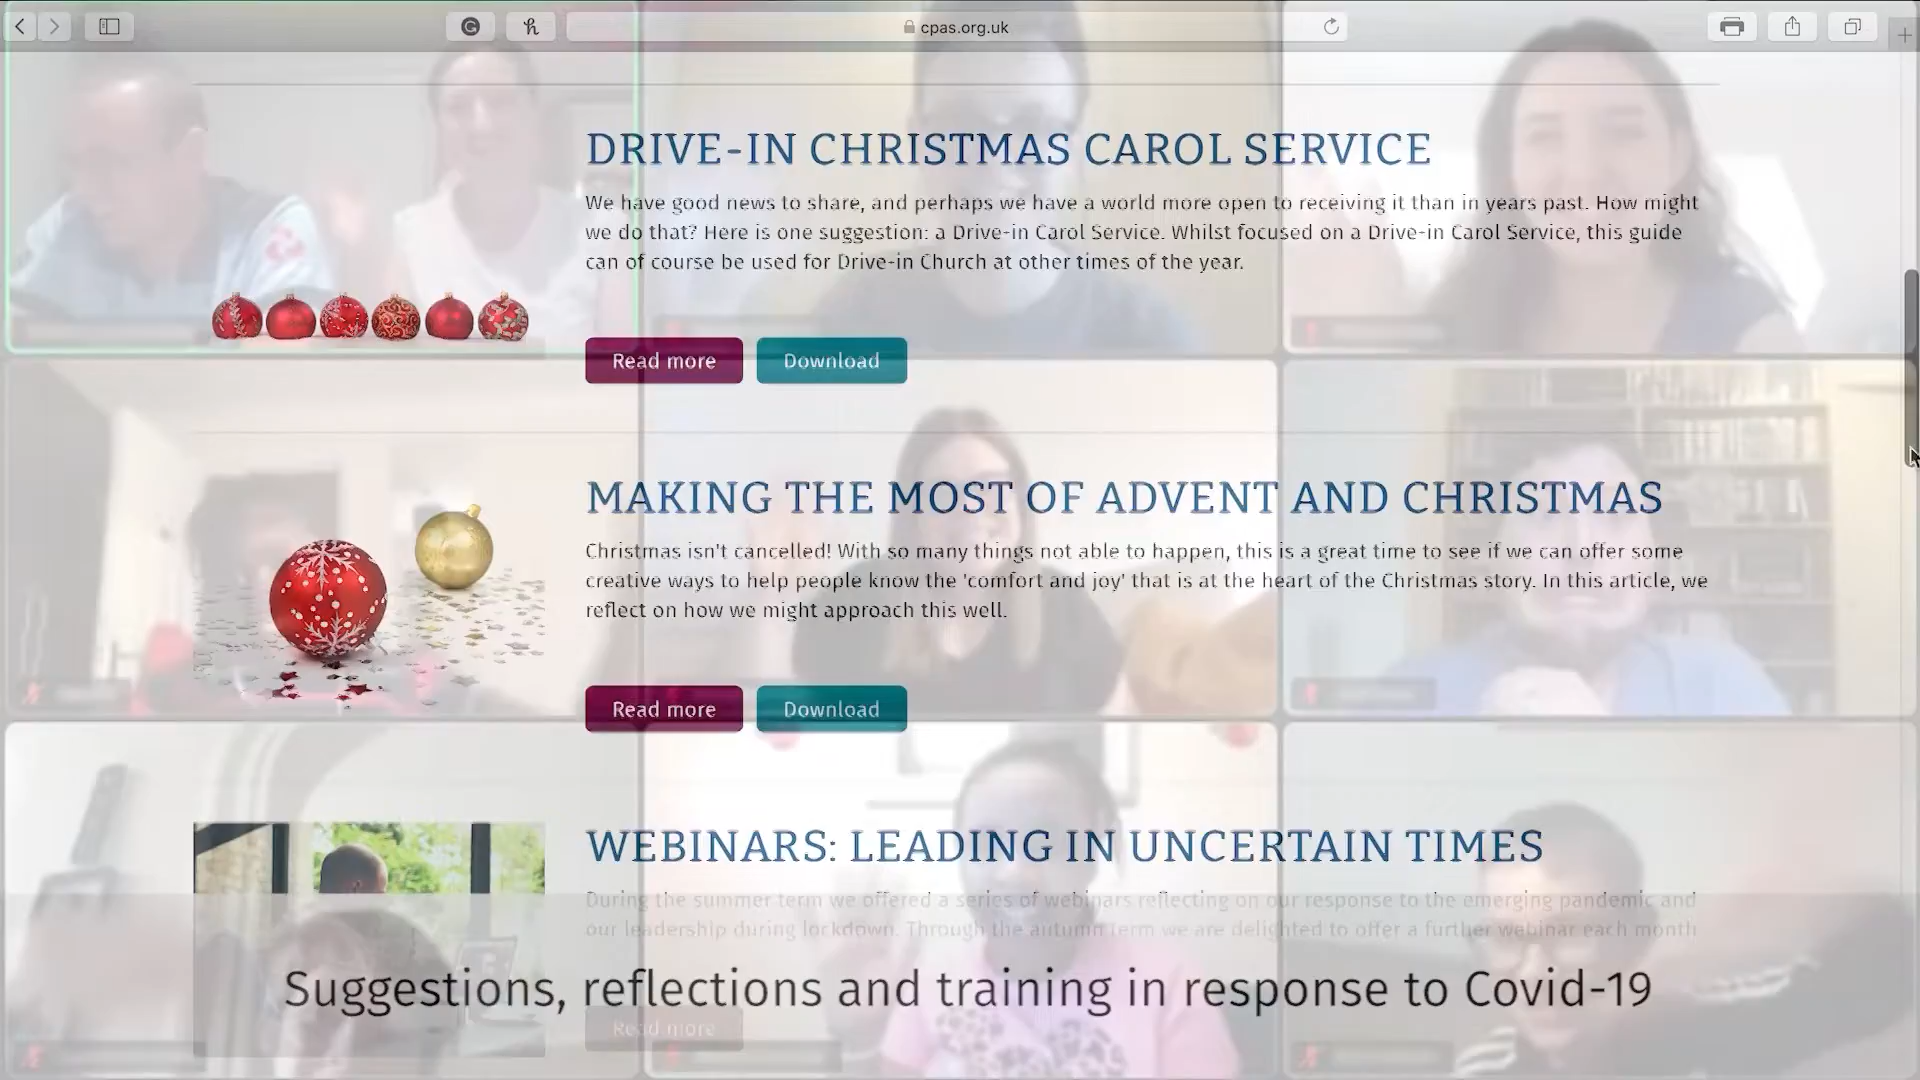 cpas.org.uk
DRIVE-IN CHRISTMAS CAROL SERVICE
We have good news to share, and perhaps we have a world more open to receiving it than in years past. How might
we do that? Here is one suggestion: a Drive-in Carol Service. Whilst focused on a Drive-in Carol Service, this guide
can of course be used for Drive-in Church at other times of the year.
Read more
Download
MAKING THE MOST OF ADVENT AND CHRISTMAS
Christmas isn't cancelled! With so many things not able to happen, this is a great time to see if we can offer some
creative ways to help people know the 'comfort and joy' that is at the heart of the Christmas story. In this article, we
reflect on how we might approach this well.
Read more
Download
WEBINARS: LEADING IN UNCERTAIN TIMES
During the summer term we offered a series of webinars reflecting on our response to the emerging pandemic and
our leadership during lockdown. Through the autumn term we are delighted to offer a further webinar each month
Suggestions, reflections and training in response to Covid-19
Read more